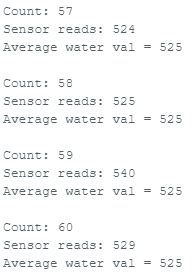 Count: 57
Sensor reads: 524
Average water val = 525
Count: 58
Sensor reads: 525
Average water val = 525
Count: 59
Sensor reads: 540
Average water val = 525
Count: 60
Sensor reads: 529
Average water val = 525